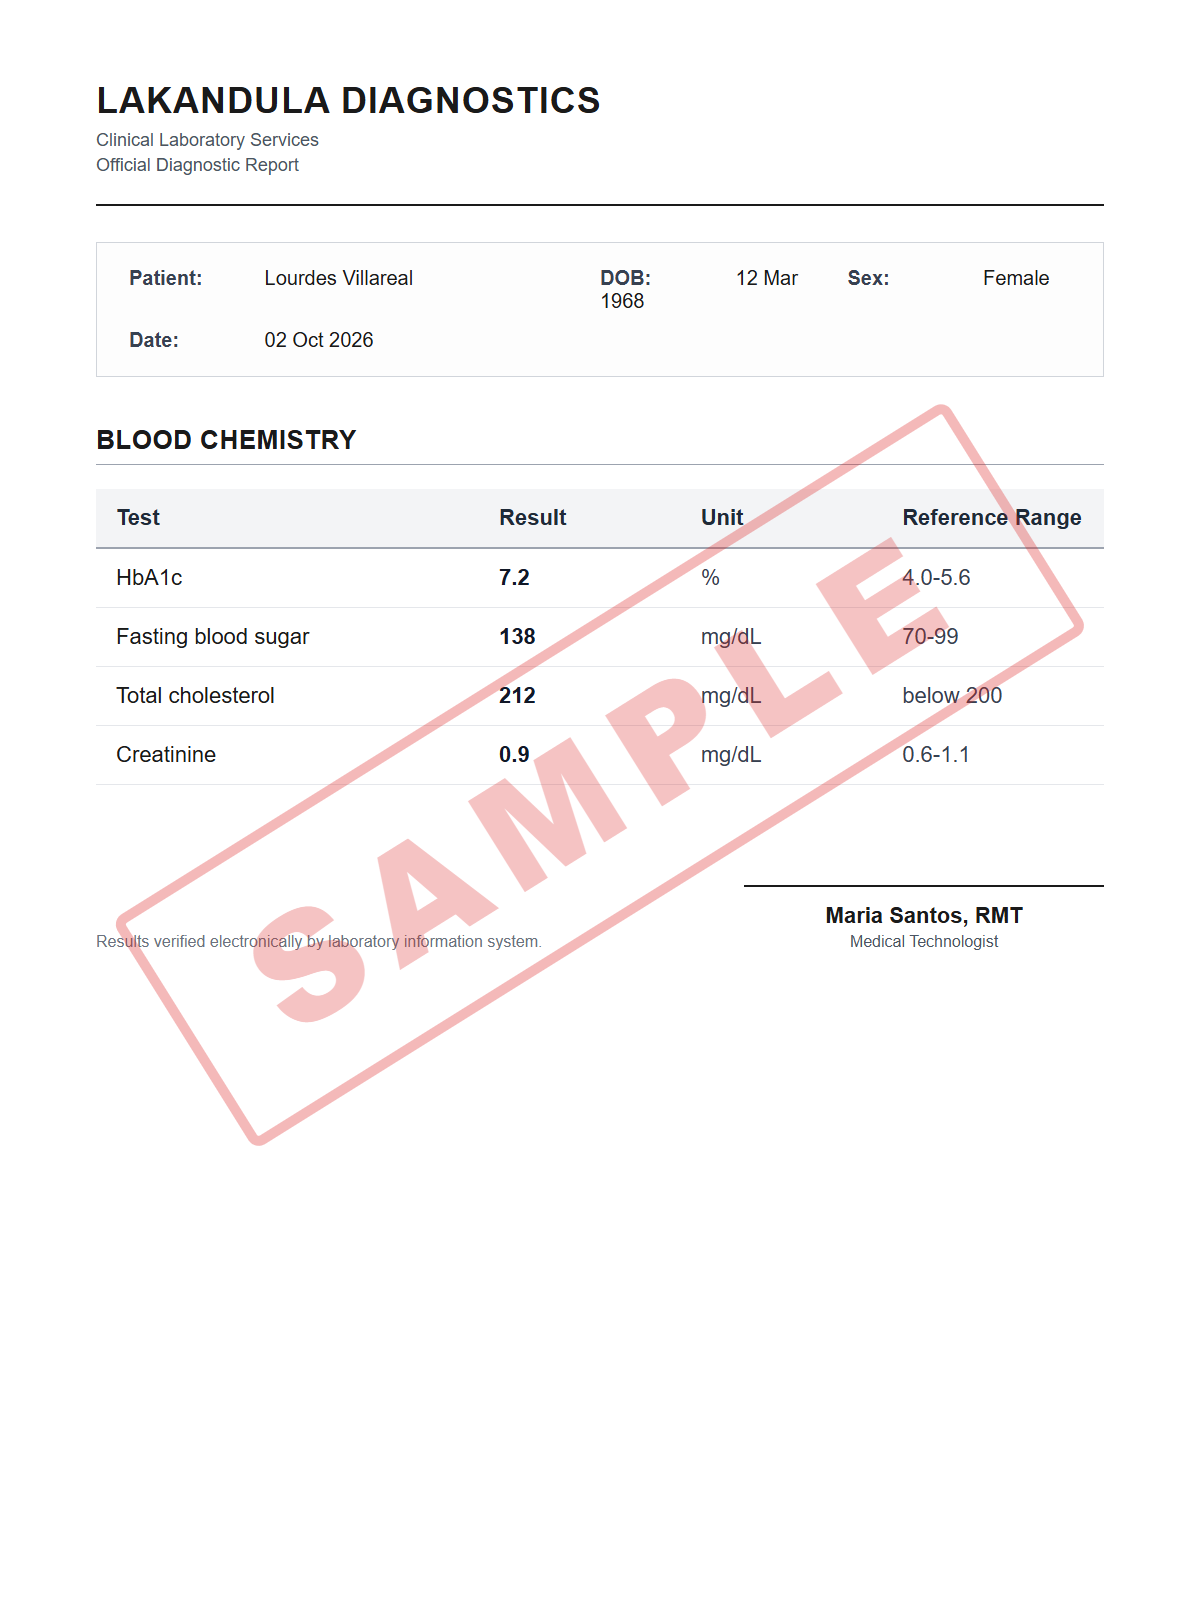 LAKANDULA DIAGNOSTICS
Clinical Laboratory Services
Official Diagnostic Report
Patient: Lourdes Villareal DOB: 12 Mar 1968 Sex: Female
Date: 02 Oct 2026
BLOOD CHEMISTRY
Test Result Unit Reference Range
HbA1c 7.2 % 4.0-5.6
Fasting blood sugar 138 mg/dL 70-99
Total cholesterol 212 mg/dL below 200
Creatinine 0.9 mg/dL 0.6-1.1
SAMPLE
Results verified electronically by laboratory information system.
Maria Santos, RMT
Medical Technologist